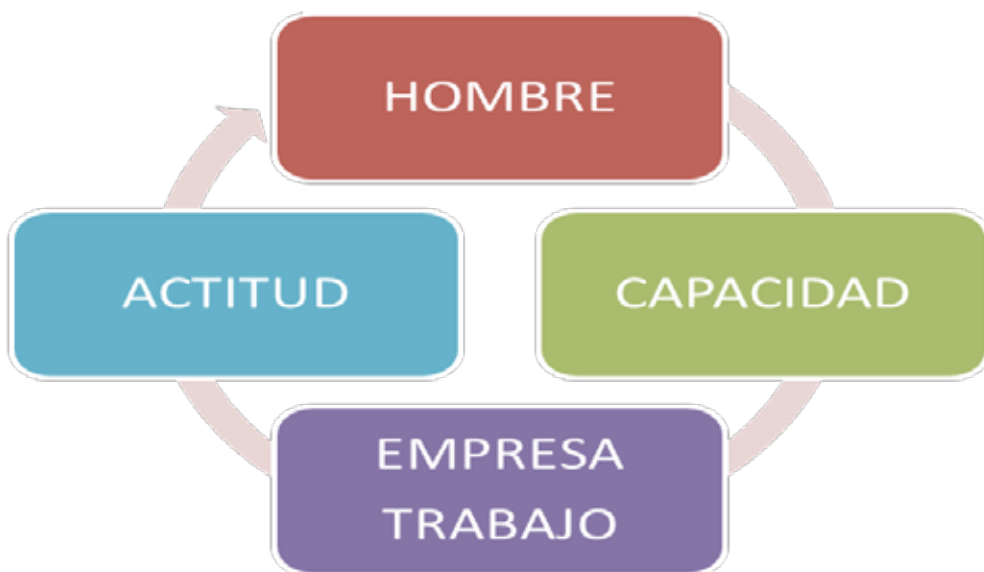 HOMBRE
ACTITUD
CAPACIDAD
EMPRESA
TRABAJO